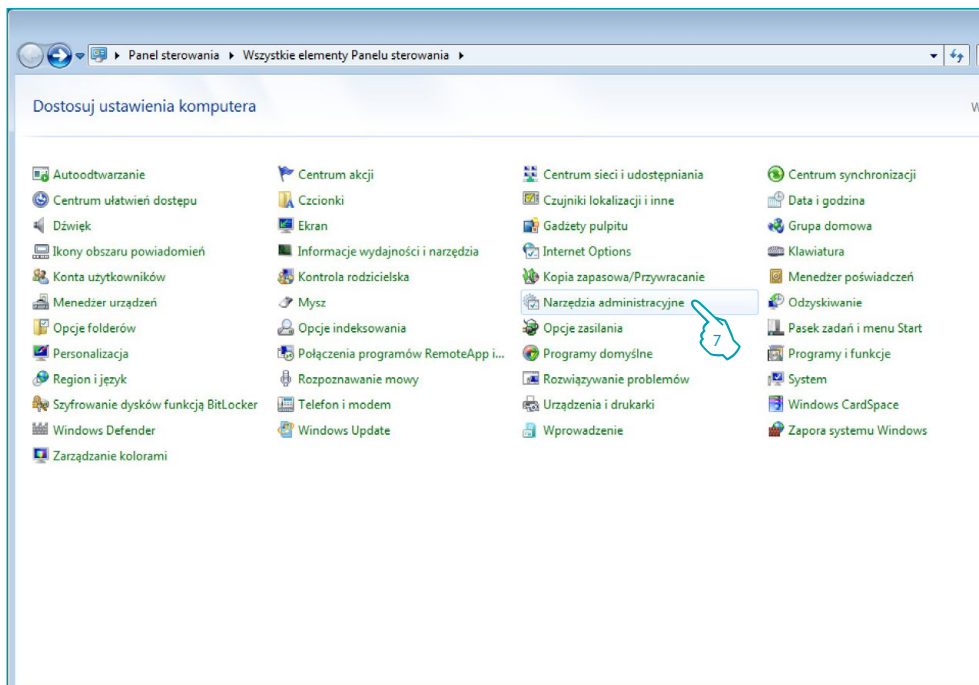 Panel sterowania Wszystkie elementy Panelu sterowania
Dostosuj ustawienia komputera
Autoodtwarzanie
Centrum akcji
Centrum sieci i udostępniania
Centrum synchronizacji
Centrum ułatwień dostępu
Czcionki
Czujniki lokalizacji i inne
Data i godzina
Dźwięk
Ekran
Gadżety pulpitu
Grupa domowa
Ikony obszaru powiadomień
Informacje wydajności i narzędzia
Internet Options
Klawiatura
Konta użytkowników
Kontrola rodzicielska
Kopia zapasowa/Przywracanie
Menedżer poświadczeń
Menedżer urządzeń
Mysz
Narzędzia administracyjne
Odzyskiwanie
Opcje folderów
Opcje indeksowania
Opcje zasilania
Pasek zadań i menu Start
7
Personalizacja
Połączenia programów RemoteApp i...
Programy domyślne
Programy i funkcje
Region i język
Rozpoznawanie mowy
Rozwiązywanie problemów
System
Szyfrowanie dysków funkcją BitLocker
Telefon i modem
Urządzenia i drukarki
Windows CardSpace
Windows Defender
Windows Update
Wprowadzenie
Zapora systemu Windows
Zarządzanie kolorami